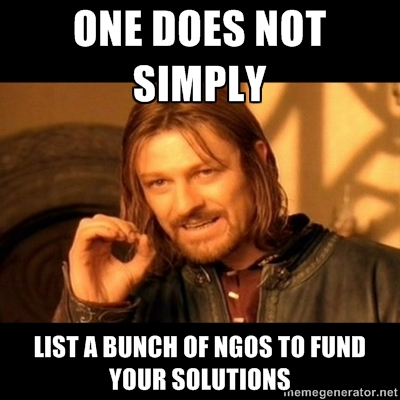 ONE DOES NOT
SIMPLY
LIST A BUNCH OF NGOS TO FUND
YOUR SOLUTIONS
memegenerator.net